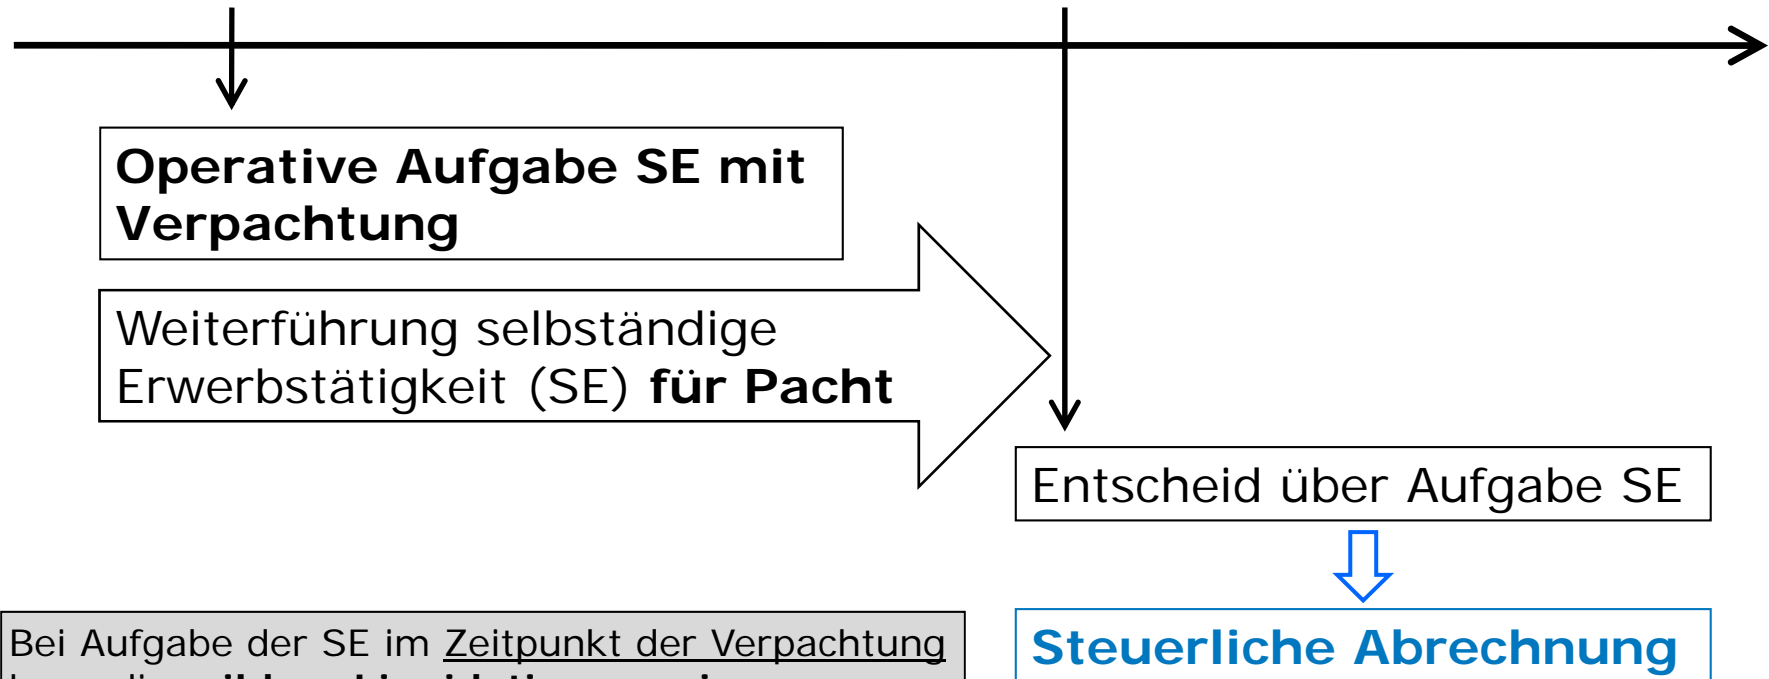 Operative Aufgabe SE mit
Verpachtung
Weiterführung selbständige
Erwerbstätigkeit (SE) für Pacht
Entscheid über Aufgabe SE
Bei Aufgabe der SE im Zeitpunkt der Verpachtung
Steuerliche Abrechnung